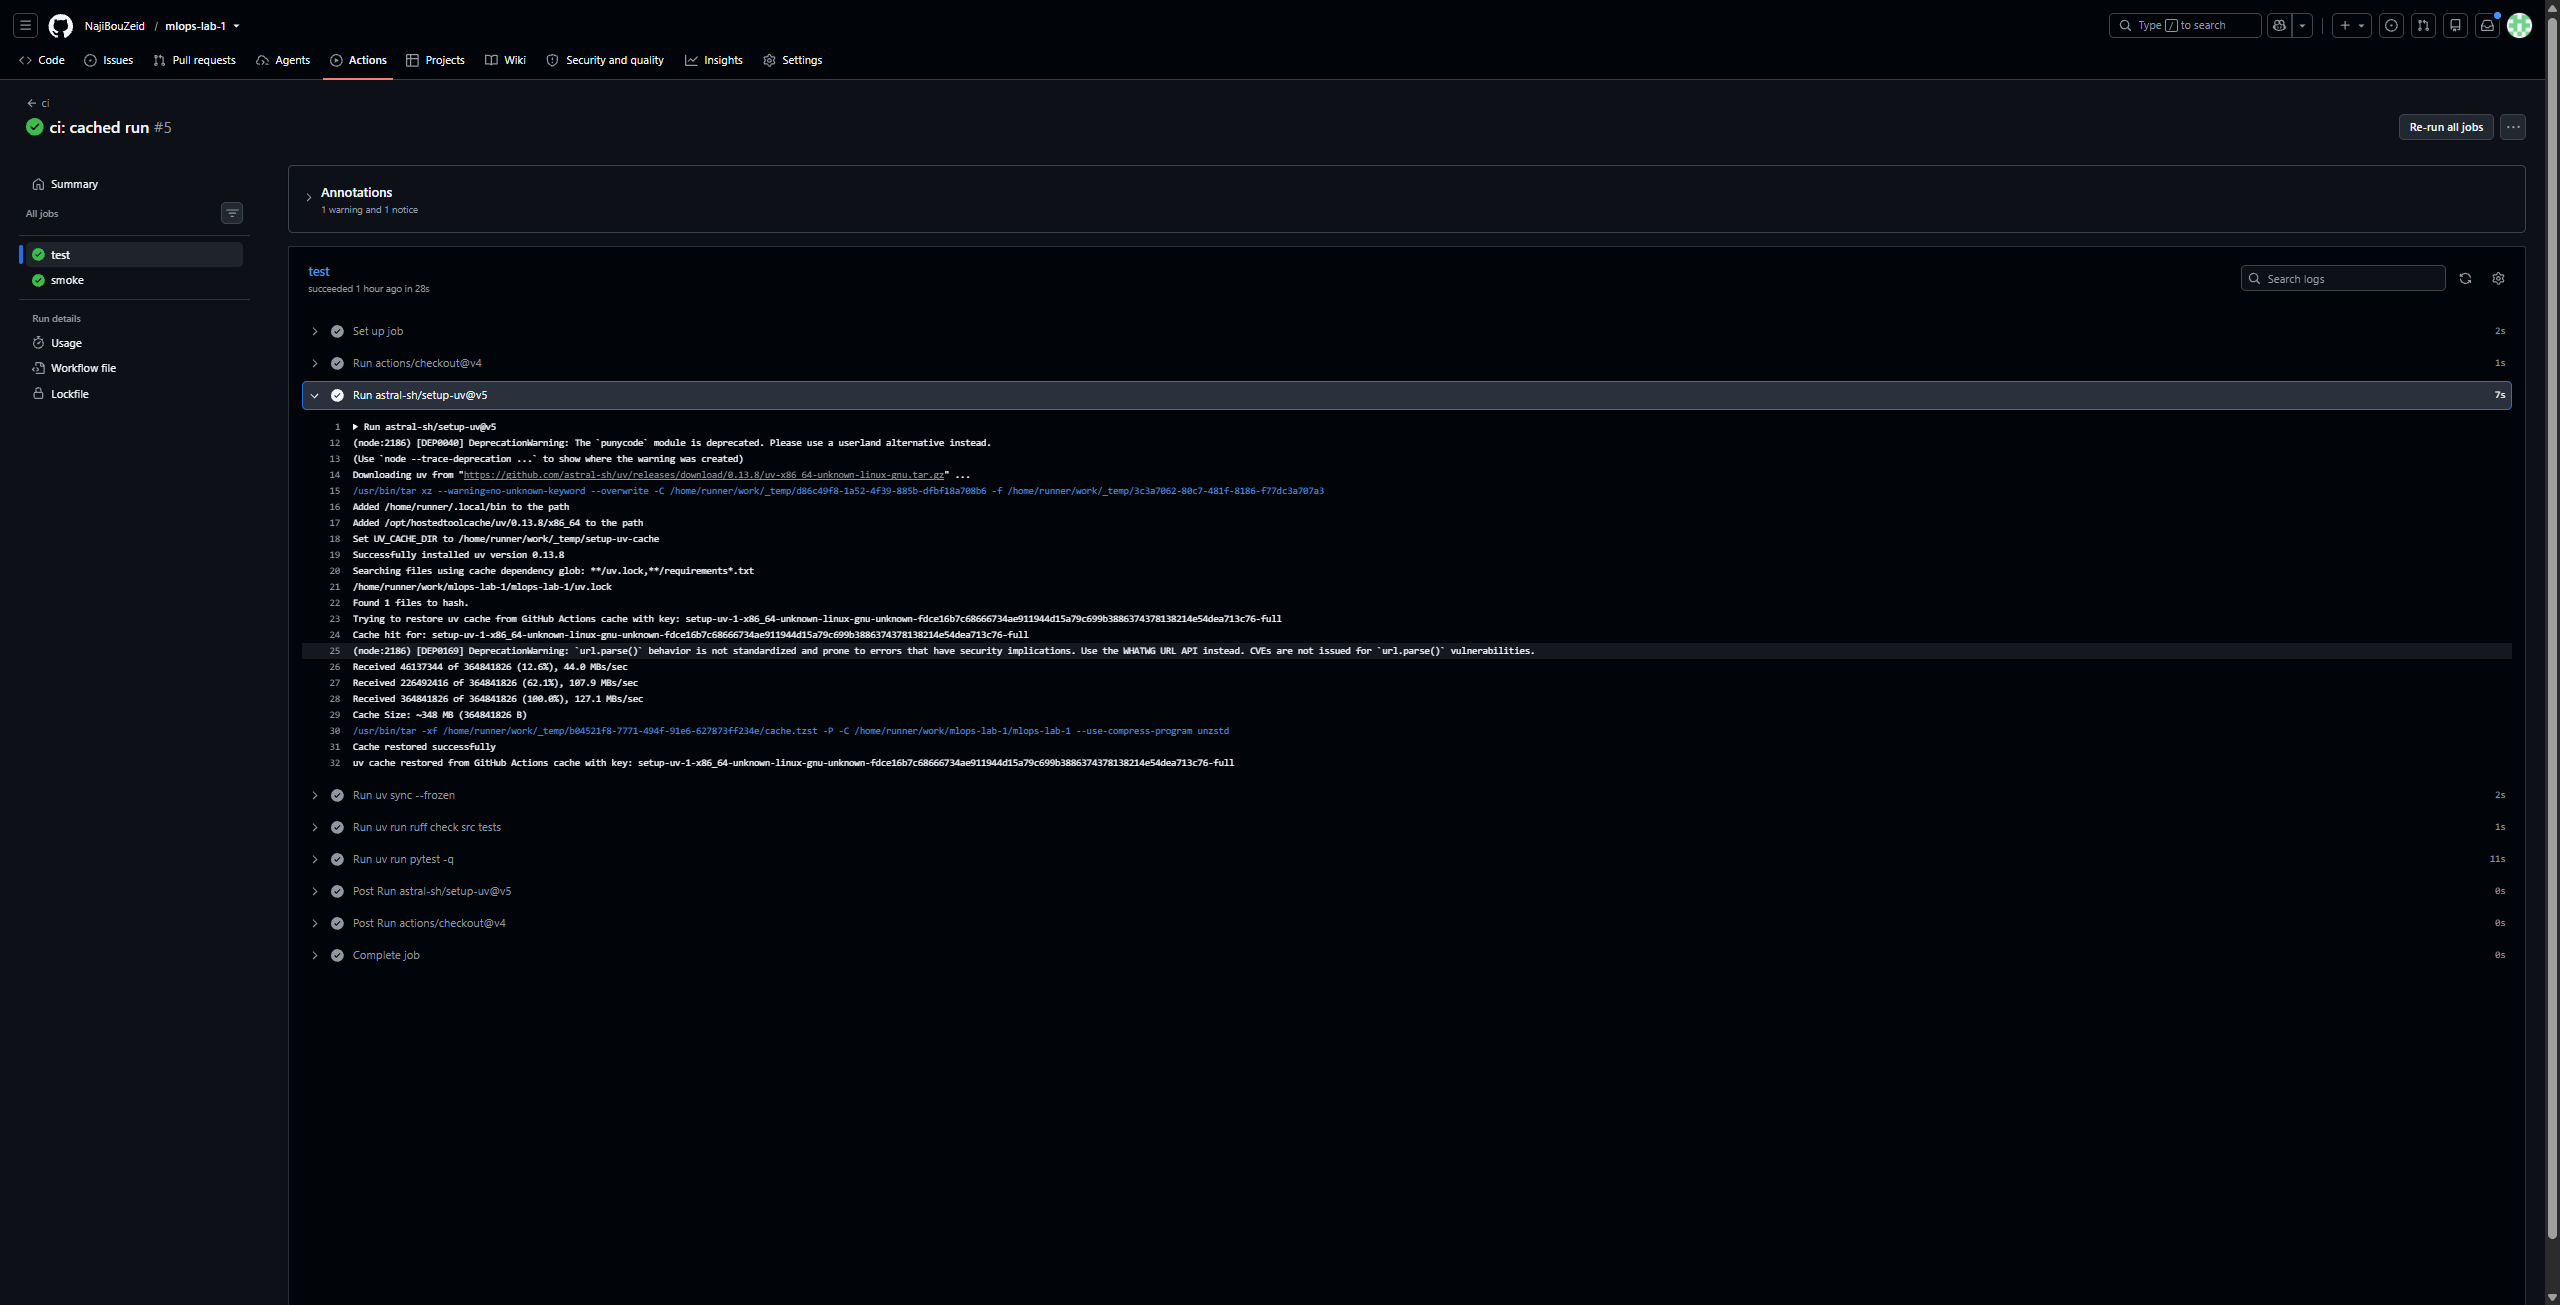 NajiBouZeid / mlops-lab-1
Type / to search
Code Issues Pull requests Agents Actions Projects Wiki Security and quality Insights Settings
ci
ci: cached run #5
Re-run all jobs
Summary
All jobs
test
smoke
Run details
Usage
Workflow file
Lockfile
Annotations
1 warning and 1 notice
test
succeeded 1 hour ago in 28s
Search logs
Set up job 2s
Run actions/checkout@v4 1s
Run astral-sh/setup-uv@v5 7s
1 Run astral-sh/setup-uv@v5
12 (node:2186) [DEP0040] DeprecationWarning: The `punycode` module is deprecated. Please use a userland alternative instead.
13 (Use `node --trace-deprecation ...` to show where the warning was created)
14 Downloading uv from "https://github.com/astral-sh/uv/releases/download/0.13.8/uv-x86_64-unknown-linux-gnu.tar.gz" ...
15 /usr/bin/tar xz --warning=no-unknown-keyword --overwrite -C /home/runner/work/_temp/d86c49f8-1a52-4f39-885b-dfbf18a708b6 -f /home/runner/work/_temp/3c3a7062-80c7-481f-8186-f77dc3a707a3
16 Added /home/runner/.local/bin to the path
17 Added /opt/hostedtoolcache/uv/0.13.8/x86_64 to the path
18 Set UV_CACHE_DIR to /home/runner/work/_temp/setup-uv-cache
19 Successfully installed uv version 0.13.8
20 Searching files using cache dependency glob: **/uv.lock,**/requirements*.txt
21 /home/runner/work/mlops-lab-1/mlops-lab-1/uv.lock
22 Found 1 files to hash.
23 Trying to restore uv cache from GitHub Actions cache with key: setup-uv-1-x86_64-unknown-linux-gnu-unknown-fdce16b7c68666734ae911944d15a79c699b3886374378138214e54dea713c76-full
24 Cache hit for: setup-uv-1-x86_64-unknown-linux-gnu-unknown-fdce16b7c68666734ae911944d15a79c699b3886374378138214e54dea713c76-full
25 (node:2186) [DEP0169] DeprecationWarning: `url.parse()` behavior is not standardized and prone to errors that have security implications. Use the WHATWG URL API instead. CVEs are not issued for `url.parse()` vulnerabilities.
26 Received 46137344 of 364841826 (12.6%), 44.0 MBs/sec
27 Received 226492416 of 364841826 (62.1%), 107.9 MBs/sec
28 Received 364841826 of 364841826 (100.0%), 127.1 MBs/sec
29 Cache Size: ~348 MB (364841826 B)
30 /usr/bin/tar -xf /home/runner/work/_temp/b04521f8-7771-494f-91e6-627873ff234e/cache.tzst -P -C /home/runner/work/mlops-lab-1/mlops-lab-1 --use-compress-program unzstd
31 Cache restored successfully
32 uv cache restored from GitHub Actions cache with key: setup-uv-1-x86_64-unknown-linux-gnu-unknown-fdce16b7c68666734ae911944d15a79c699b3886374378138214e54dea713c76-full
Run uv sync --frozen 2s
Run uv run ruff check src tests 1s
Run uv run pytest -q 11s
Post Run astral-sh/setup-uv@v5 0s
Post Run actions/checkout@v4 0s
Complete job 0s